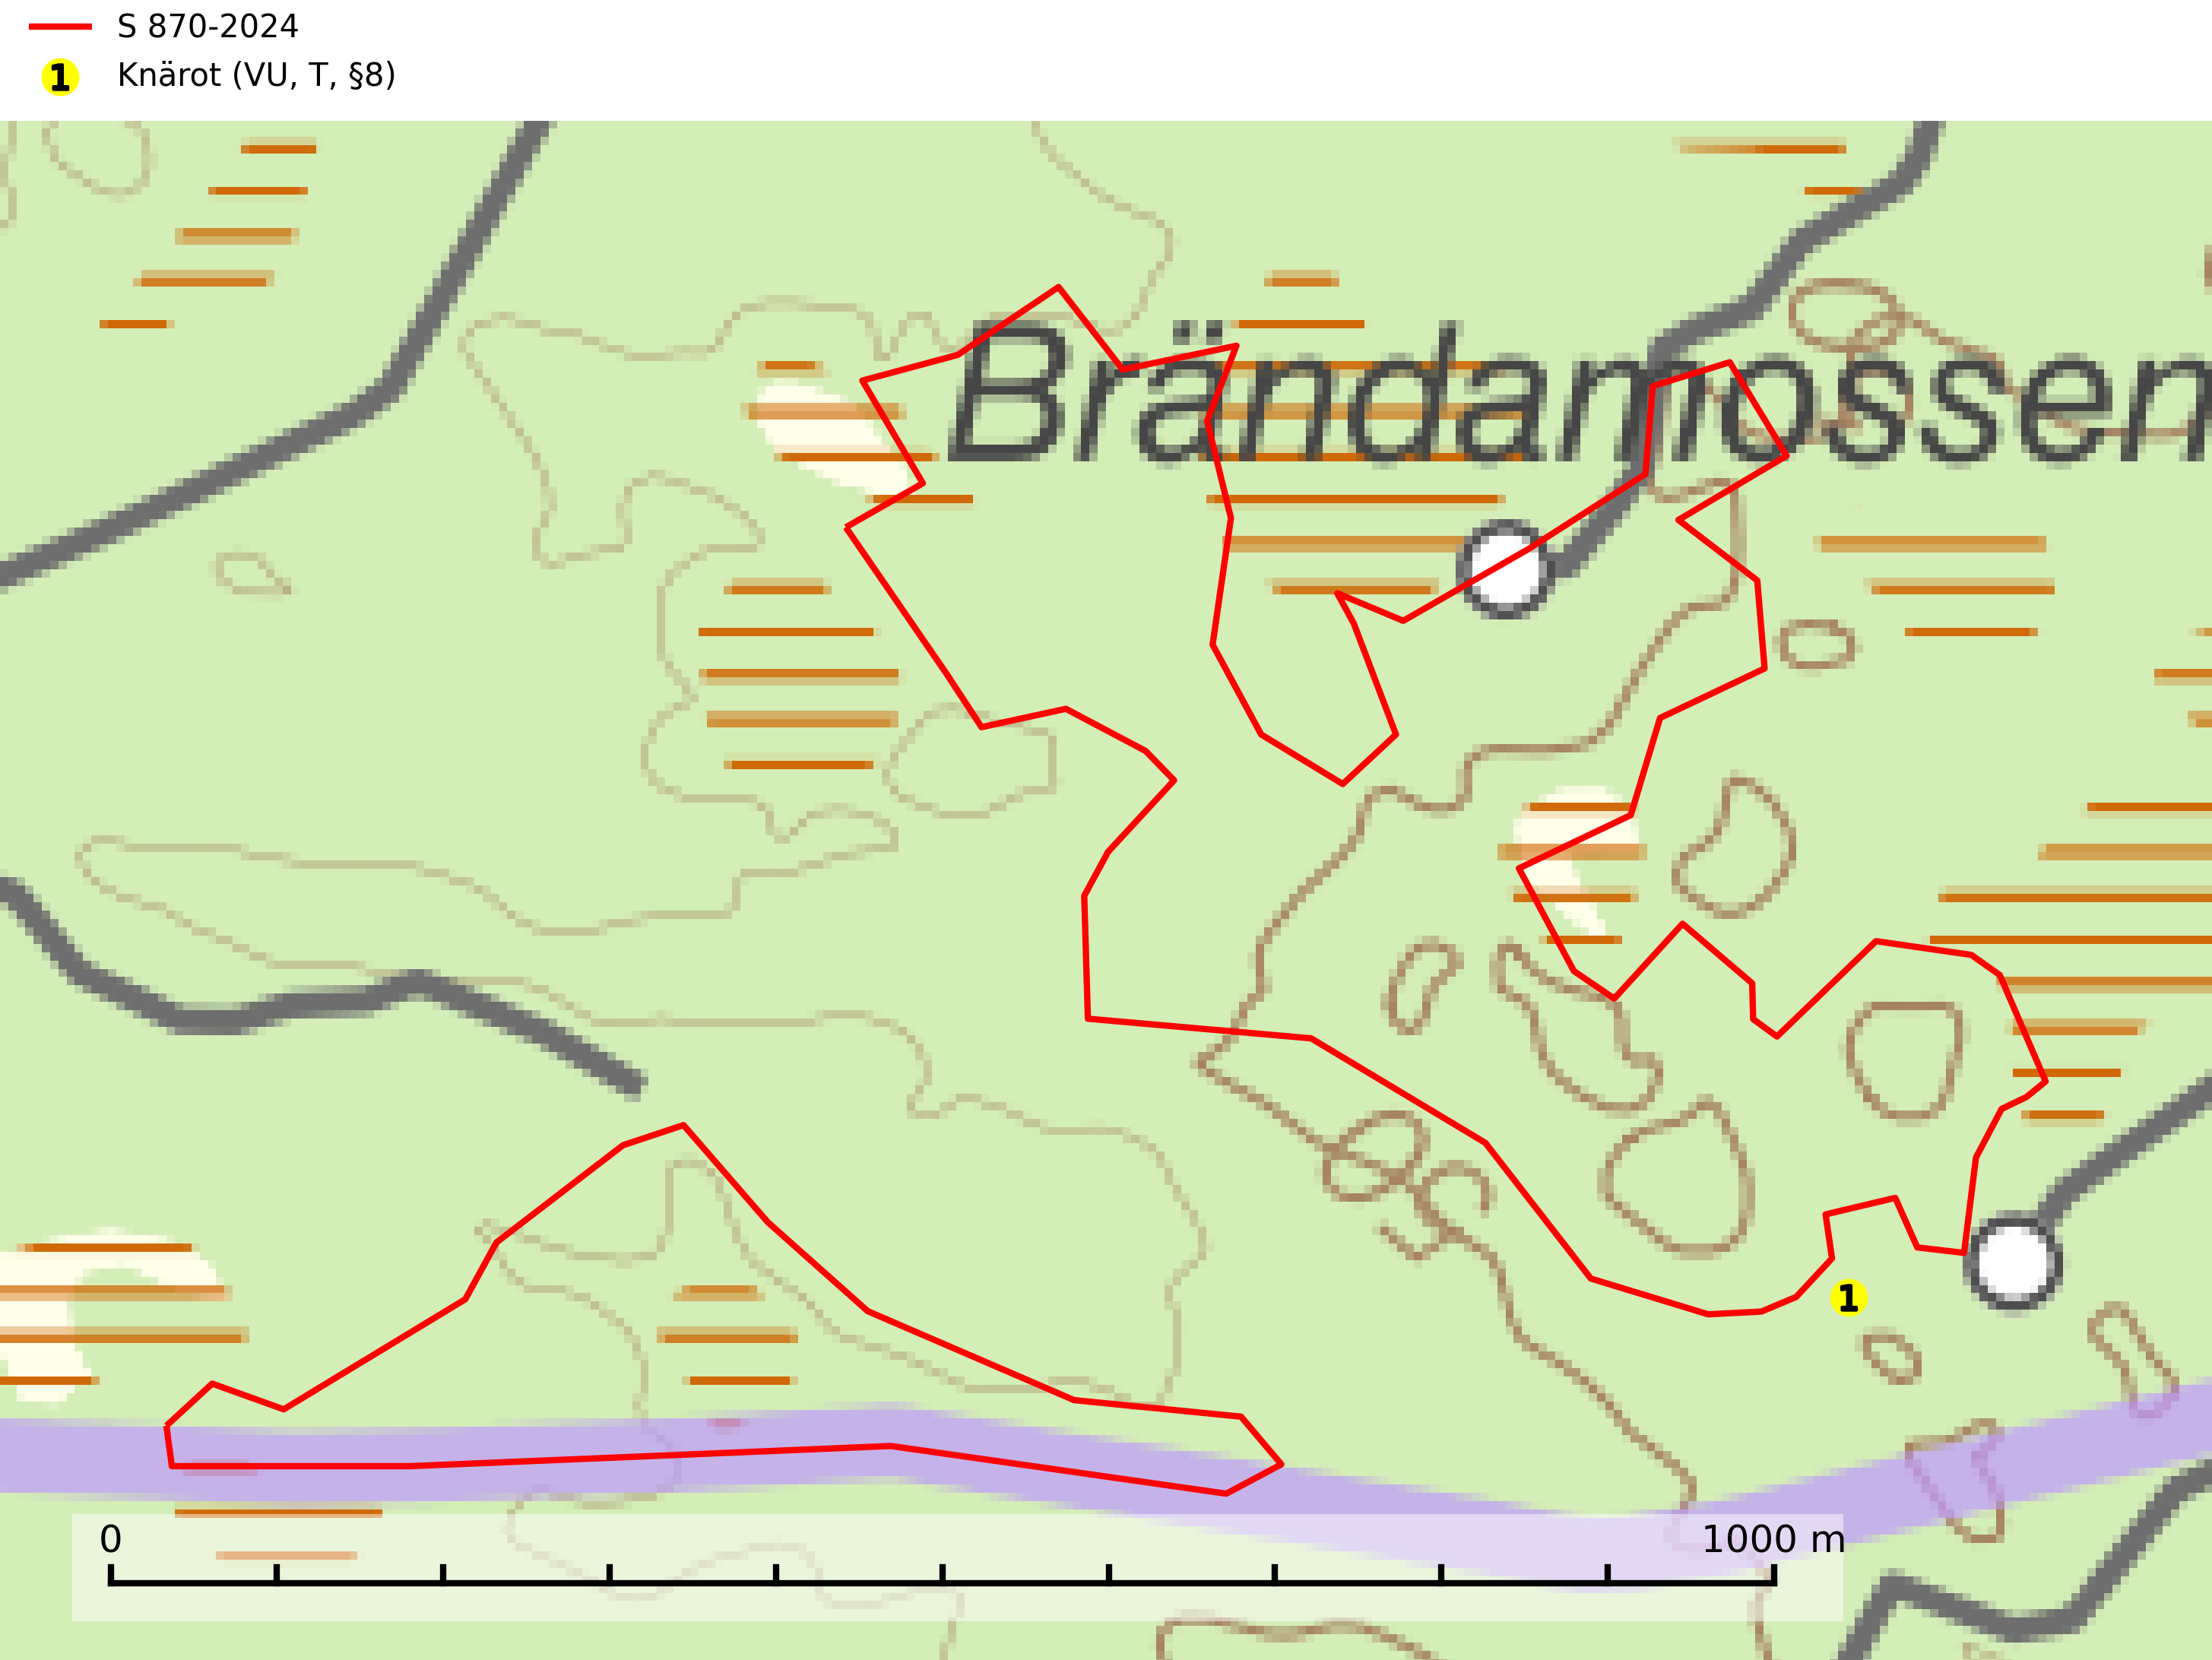 S 870-2024
1 Knärot (VU, T, §8)
Brändamossen
1
0 1000 m